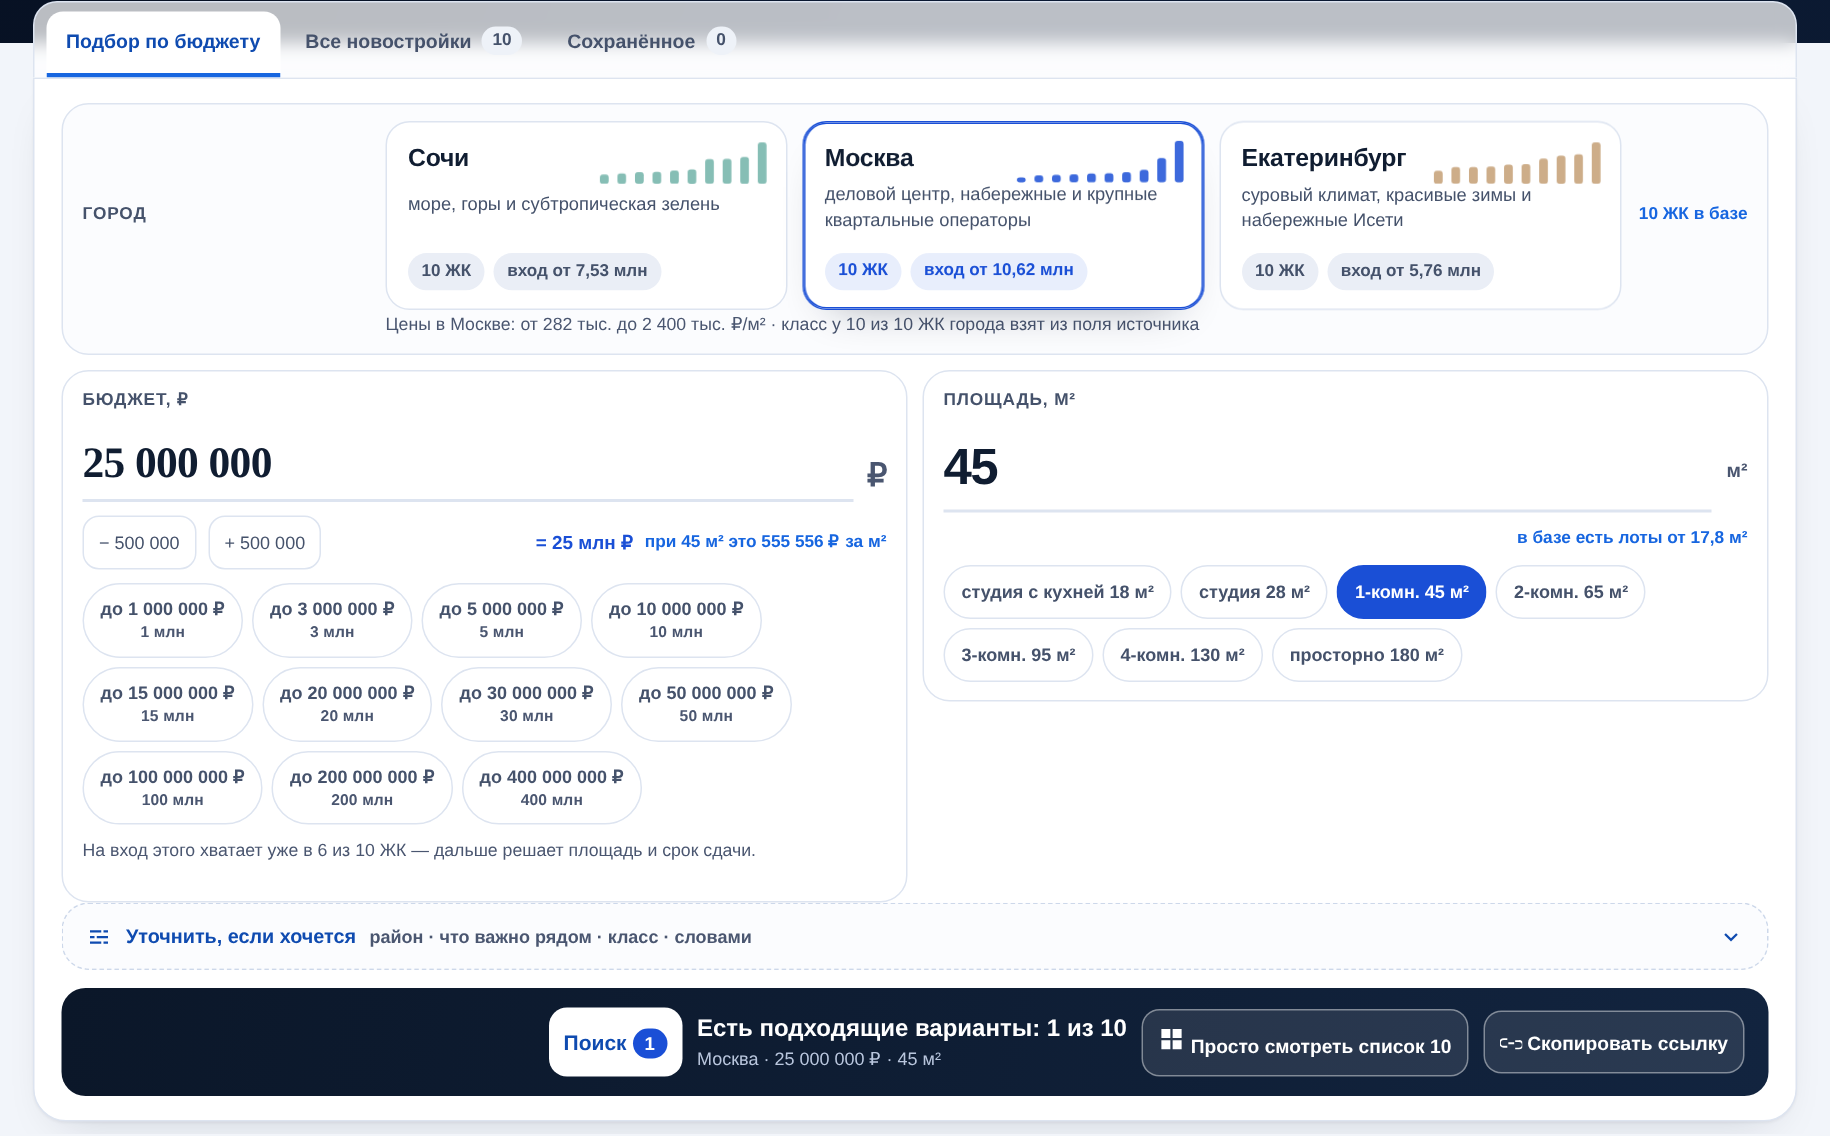 Подбор по бюджету
Все новостройки 10
Сохранённое 0
ГОРОД
Сочи
море, горы и субтропическая зелень
10 ЖК
вход от 7,53 млн
Москва
деловой центр, набережные и крупные
квартальные операторы
10 ЖК
вход от 10,62 млн
Екатеринбург
суровый климат, красивые зимы и
набережные Исети
10 ЖК
вход от 5,76 млн
10 ЖК в базе
Цены в Москве: от 282 тыс. до 2 400 тыс. ₽/м² · класс у 10 из 10 ЖК города взят из поля источника
БЮДЖЕТ, ₽
25 000 000
₽
− 500 000
+ 500 000
= 25 млн ₽
при 45 м² это 555 556 ₽ за м²
до 1 000 000 ₽
1 млн
до 3 000 000 ₽
3 млн
до 5 000 000 ₽
5 млн
до 10 000 000 ₽
10 млн
до 15 000 000 ₽
15 млн
до 20 000 000 ₽
20 млн
до 30 000 000 ₽
30 млн
до 50 000 000 ₽
50 млн
до 100 000 000 ₽
100 млн
до 200 000 000 ₽
200 млн
до 400 000 000 ₽
400 млн
На вход этого хватает уже в 6 из 10 ЖК — дальше решает площадь и срок сдачи.
ПЛОЩАДЬ, М²
45
м²
в базе есть лоты от 17,8 м²
студия с кухней 18 м²
студия 28 м²
1-комн. 45 м²
2-комн. 65 м²
3-комн. 95 м²
4-комн. 130 м²
просторно 180 м²
Уточнить, если хочется
район · что важно рядом · класс · словами
Поиск 1
Есть подходящие варианты: 1 из 10
Москва · 25 000 000 ₽ · 45 м²
Просто смотреть список 10
Скопировать ссылку